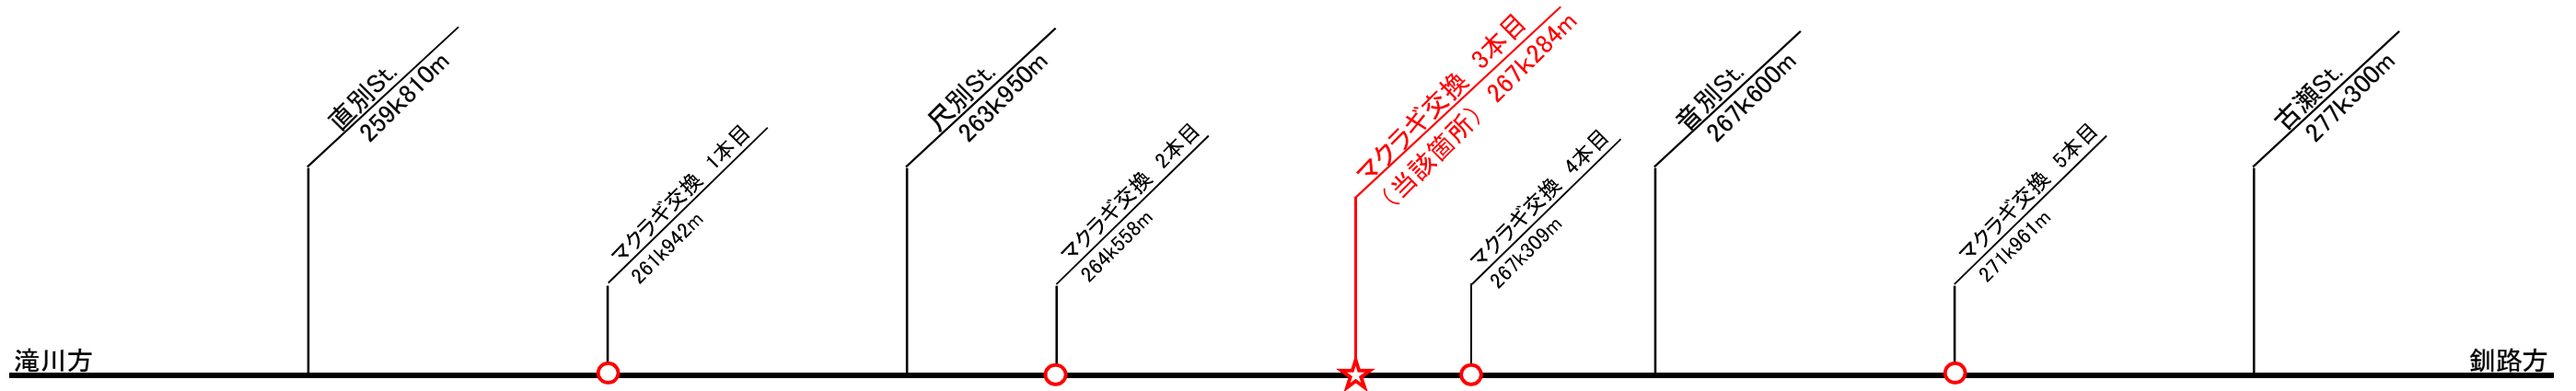 直別St.
259k810m
マクラギ交換 1本目
261k942m
尺別St.
263k950m
マクラギ交換 2本目
264k558m
マクラギ交換 3本目
(当該箇所) 267k284m
マクラギ交換 4本目
267k309m
音別St.
267k600m
マクラギ交換 5本目
271k961m
古瀬St.
277k300m
滝川方
釧路方